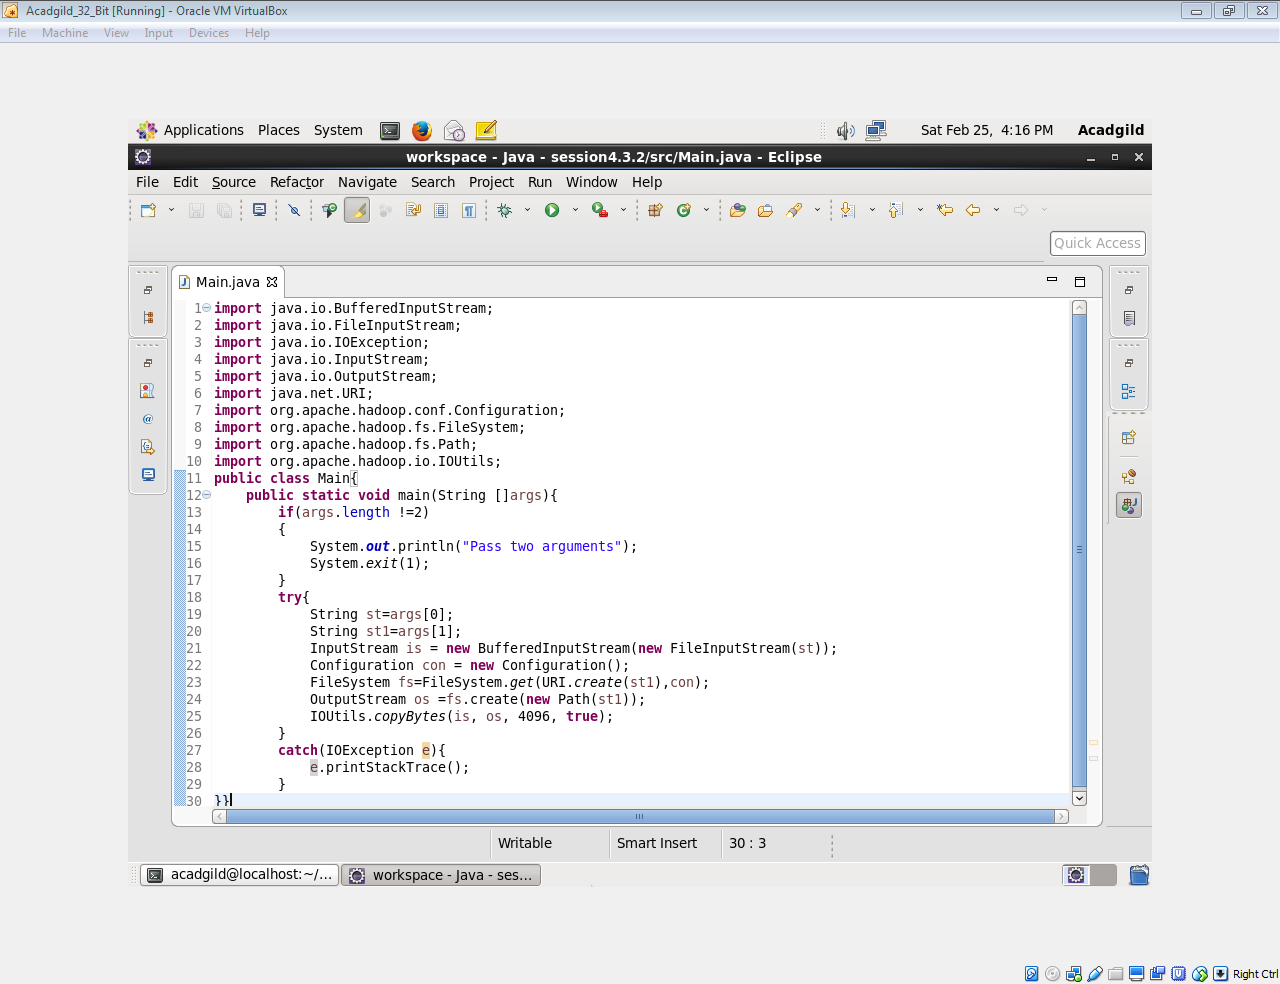 Acadgild_32_Bit [Running] - Oracle VM VirtualBox
File Machine View Input Devices Help
Applications Places System Sat Feb 25, 4:16 PM Acadgild
workspace - Java - session4.3.2/src/Main.java - Eclipse
File Edit Source Refactor Navigate Search Project Run Window Help
Quick Access
Main.java
1 import java.io.BufferedInputStream;
2 import java.io.FileInputStream;
3 import java.io.IOException;
4 import java.io.InputStream;
5 import java.io.OutputStream;
6 import java.net.URI;
7 import org.apache.hadoop.conf.Configuration;
8 import org.apache.hadoop.fs.FileSystem;
9 import org.apache.hadoop.fs.Path;
10 import org.apache.hadoop.io.IOUtils;
11 public class Main{
12 public static void main(String []args){
13 if(args.length !=2)
14 {
15 System.out.println("Pass two arguments");
16 System.exit(1);
17 }
18 try{
19 String st=args[0];
20 String st1=args[1];
21 InputStream is = new BufferedInputStream(new FileInputStream(st));
22 Configuration con = new Configuration();
23 FileSystem fs=FileSystem.get(URI.create(st1),con);
24 OutputStream os =fs.create(new Path(st1));
25 IOUtils.copyBytes(is, os, 4096, true);
26 }
27 catch(IOException e){
28 e.printStackTrace();
29 }
30 }}
Writable Smart Insert 30 : 3
acadgild@localhost:~/... workspace - Java - ses...
Right Ctrl